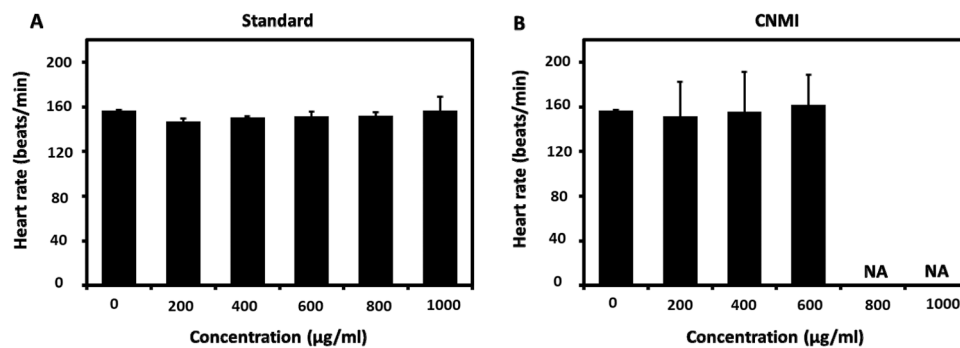 A
Standard
Heart rate (beats/min)
200
160
120
80
40
0
0 200 400 600 800 1000
Concentration (µg/ml)
B
CNMI
Heart rate (beats/min)
200
160
120
80
40
0
NA NA
0 200 400 600 800 1000
Concentration (µg/ml)